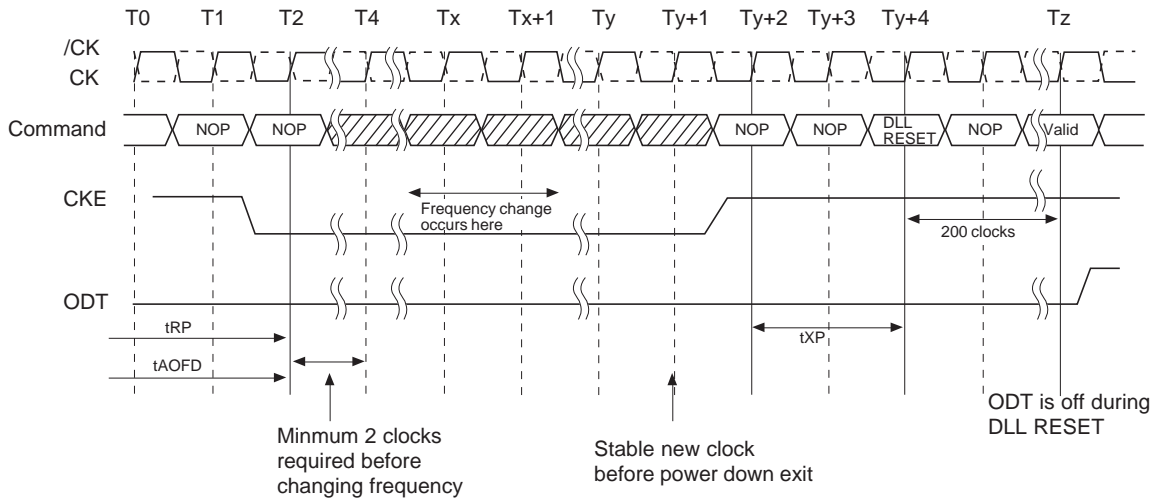 T0 T1 T2 T4 Tx Tx+1 Ty Ty+1 Ty+2 Ty+3 Ty+4 Tz
/CK
CK
Command NOP NOP NOP NOP DLL RESET NOP Valid
CKE
Frequency change
occurs here
200 clocks
ODT
tRP
tXP
tAOFD
Minmum 2 clocks
required before
changing frequency
Stable new clock
before power down exit
ODT is off during
DLL RESET